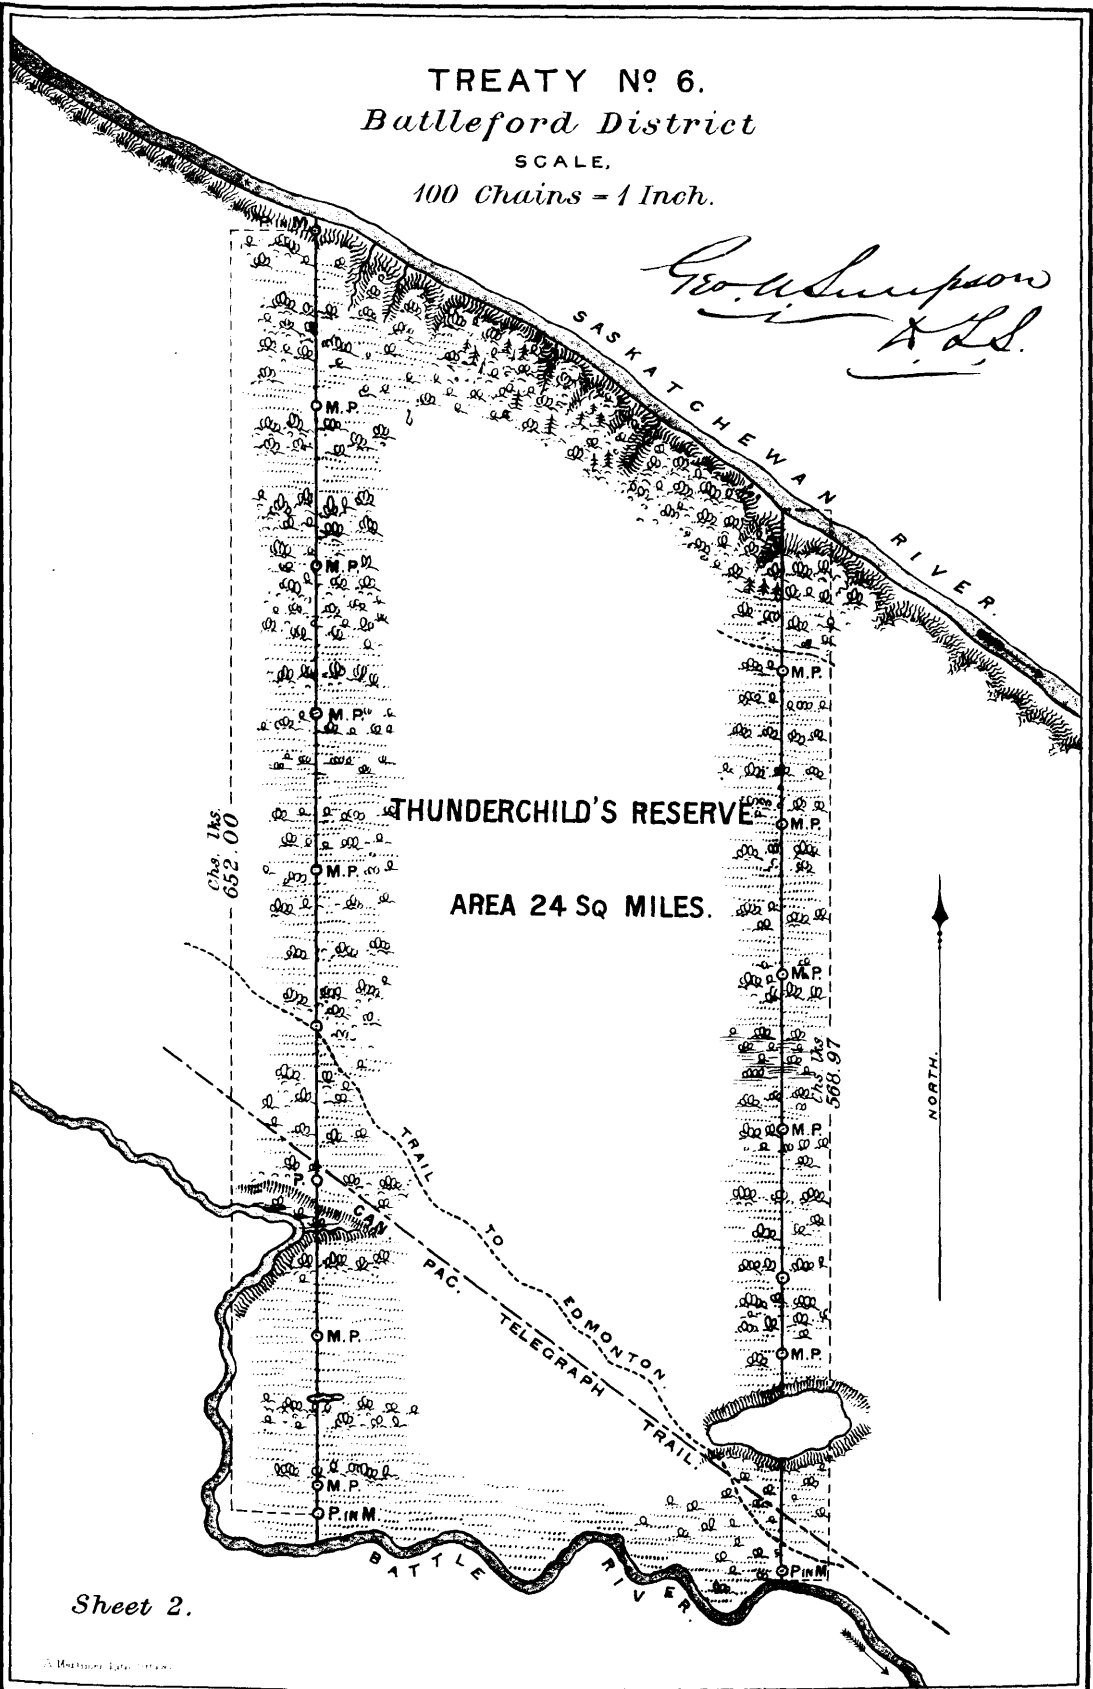 TREATY Nº 6.
Battleford District
SCALE,
100 Chains = 1 Inch.
Geo. A Simpson
D.L.S.
SASKATCHEWAN RIVER.
P IN M
M.P.
M.P.
M.P.
M.P.
P.
M.P.
M.P.
P IN M
Chs. lks.
652.00
THUNDERCHILD'S RESERVE
AREA 24 SQ MILES.
M.P.
M.P.
M.P.
M.P.
M.P.
P IN M
Chs lks
568.97
NORTH.
TRAIL TO EDMONTON
CAN PAC. TELEGRAPH TRAIL.
BATTLE RIVER.
Sheet 2.